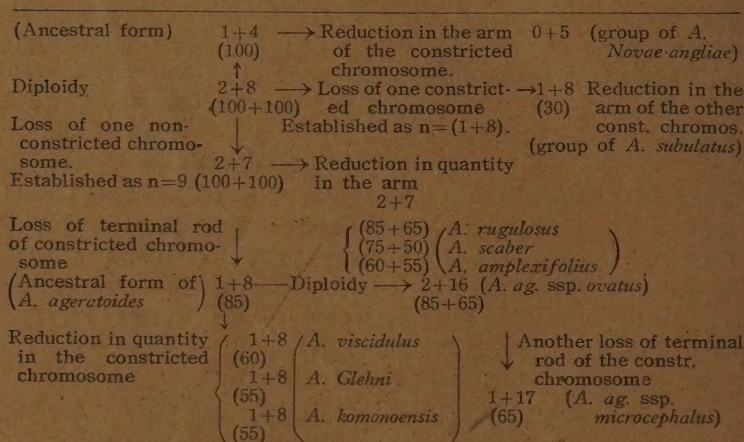 (Ancestral form) 1+4 ⟶ Reduction in the arm 0+5 (group of A.
(100) of the constricted Novae-angliae)
↑ chromosome.
Diploidy 2+8 ⟶ Loss of one constrict- →1+8 Reduction in the
(100+100) ed chromosome (30) arm of the other
Loss of one non- Established as n=(1+8). const. chromos.
constricted chromo- (group of A. subulatus)
some. 2+7 ⟶ Reduction in quantity
Established as n=9 (100+100) in the arm
2+7
Loss of terminal rod (85+65) A. rugulosus
of constricted chromo- (75+50) A. scaber
some (60+55) A. amplexifolius
(Ancestral form of 1+8—Diplody ⟶ 2+16 (A. ag. ssp. ovatus)
A. ageratoides) (85) (85+65)
Reduction in quantity 1+8 A. viscidulus Another loss of terminal
in the constricted (60) rod of the constr.
chromosome 1+8 A. Glehni chromosome
(55) 1+17 (A. ag. ssp.
1+8 A. komonoensis (65) microcephalus)
(55)